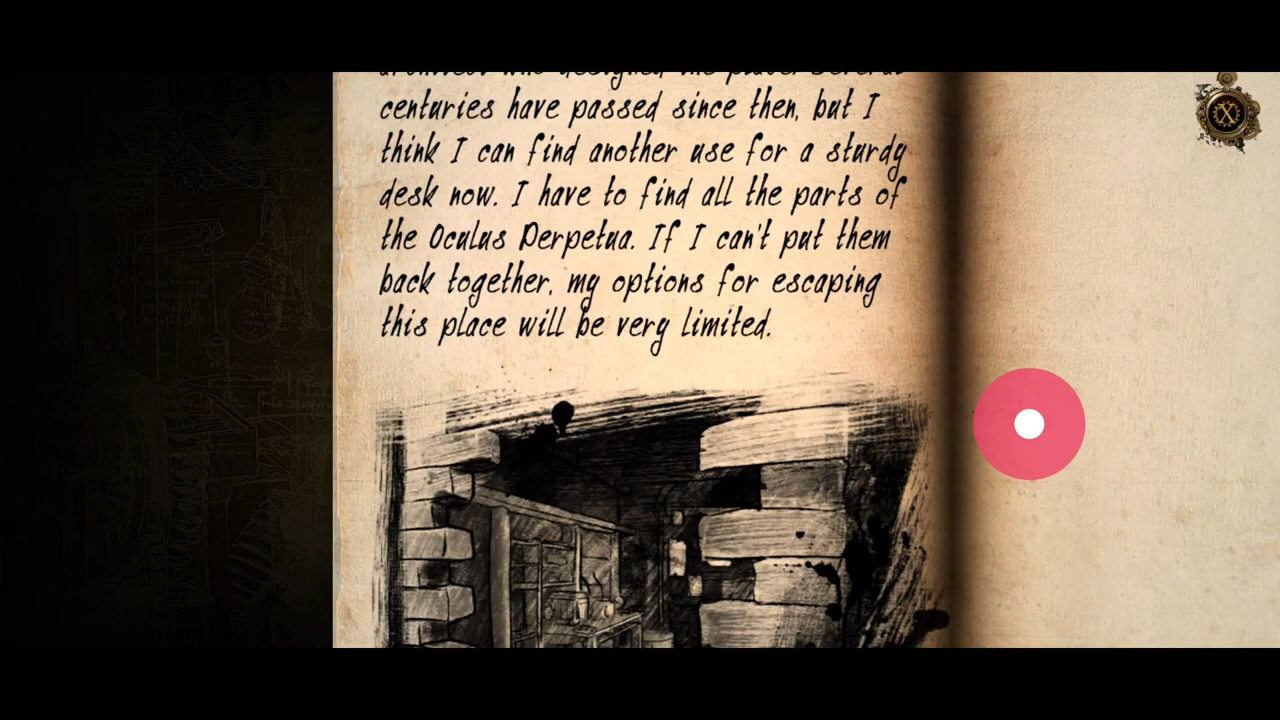 centuries have passed since then, but I
think I can find another use for a sturdy
desk now. I have to find all the parts of
the Oculus Perpetua. If I can't put them
back together, my options for escaping
this place will be very limited.
X